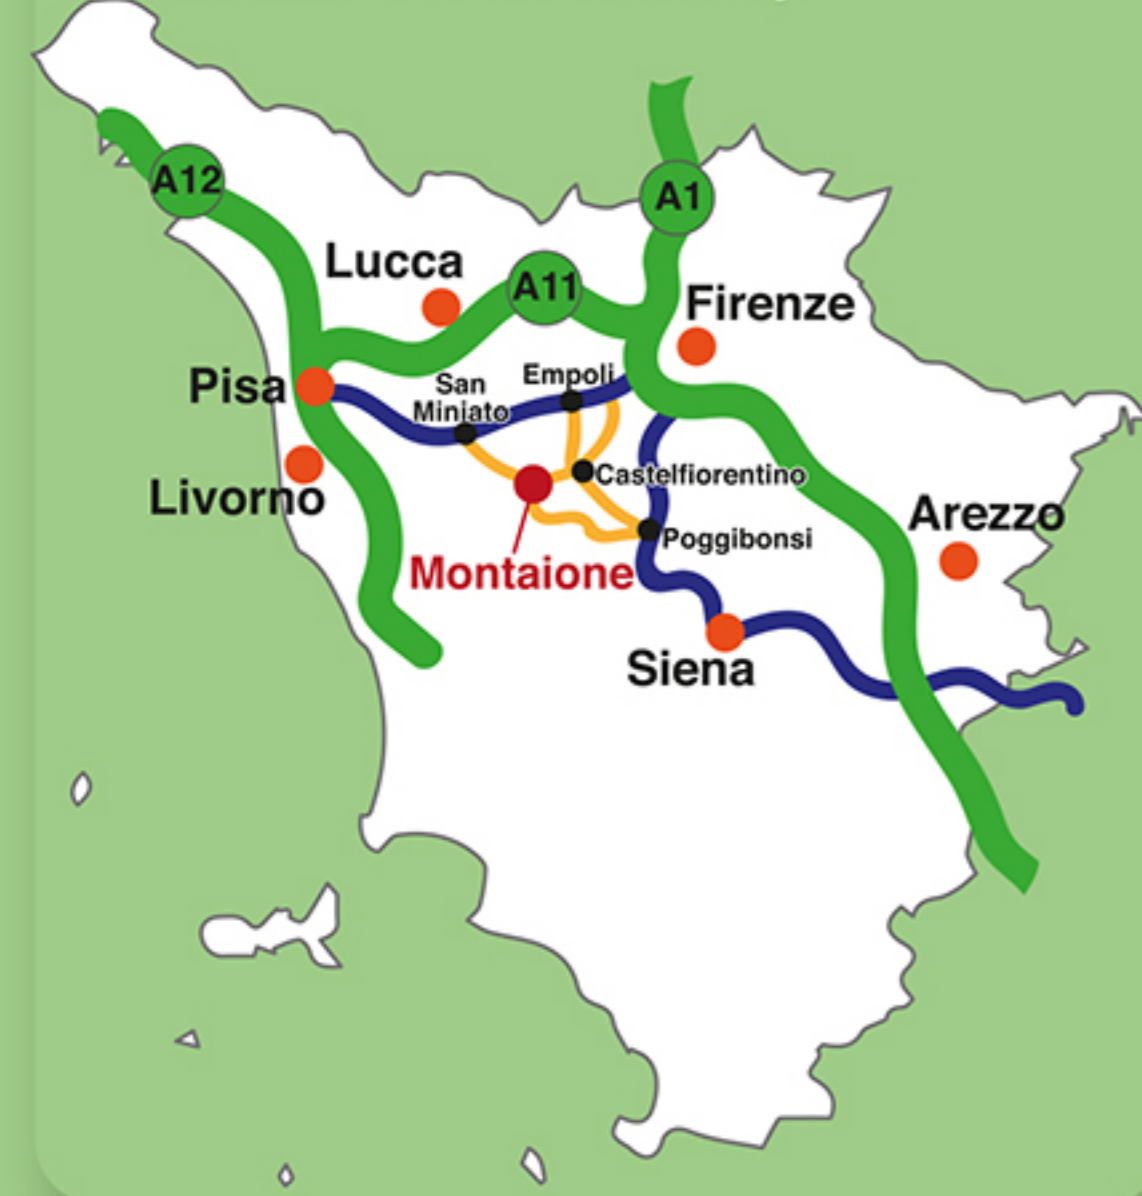 A12
A1
Lucca
A11
Firenze
Pisa
San
Miniato
Empoli
Castelfiorentino
Livorno
Arezzo
Poggibonsi
Montaione
Siena